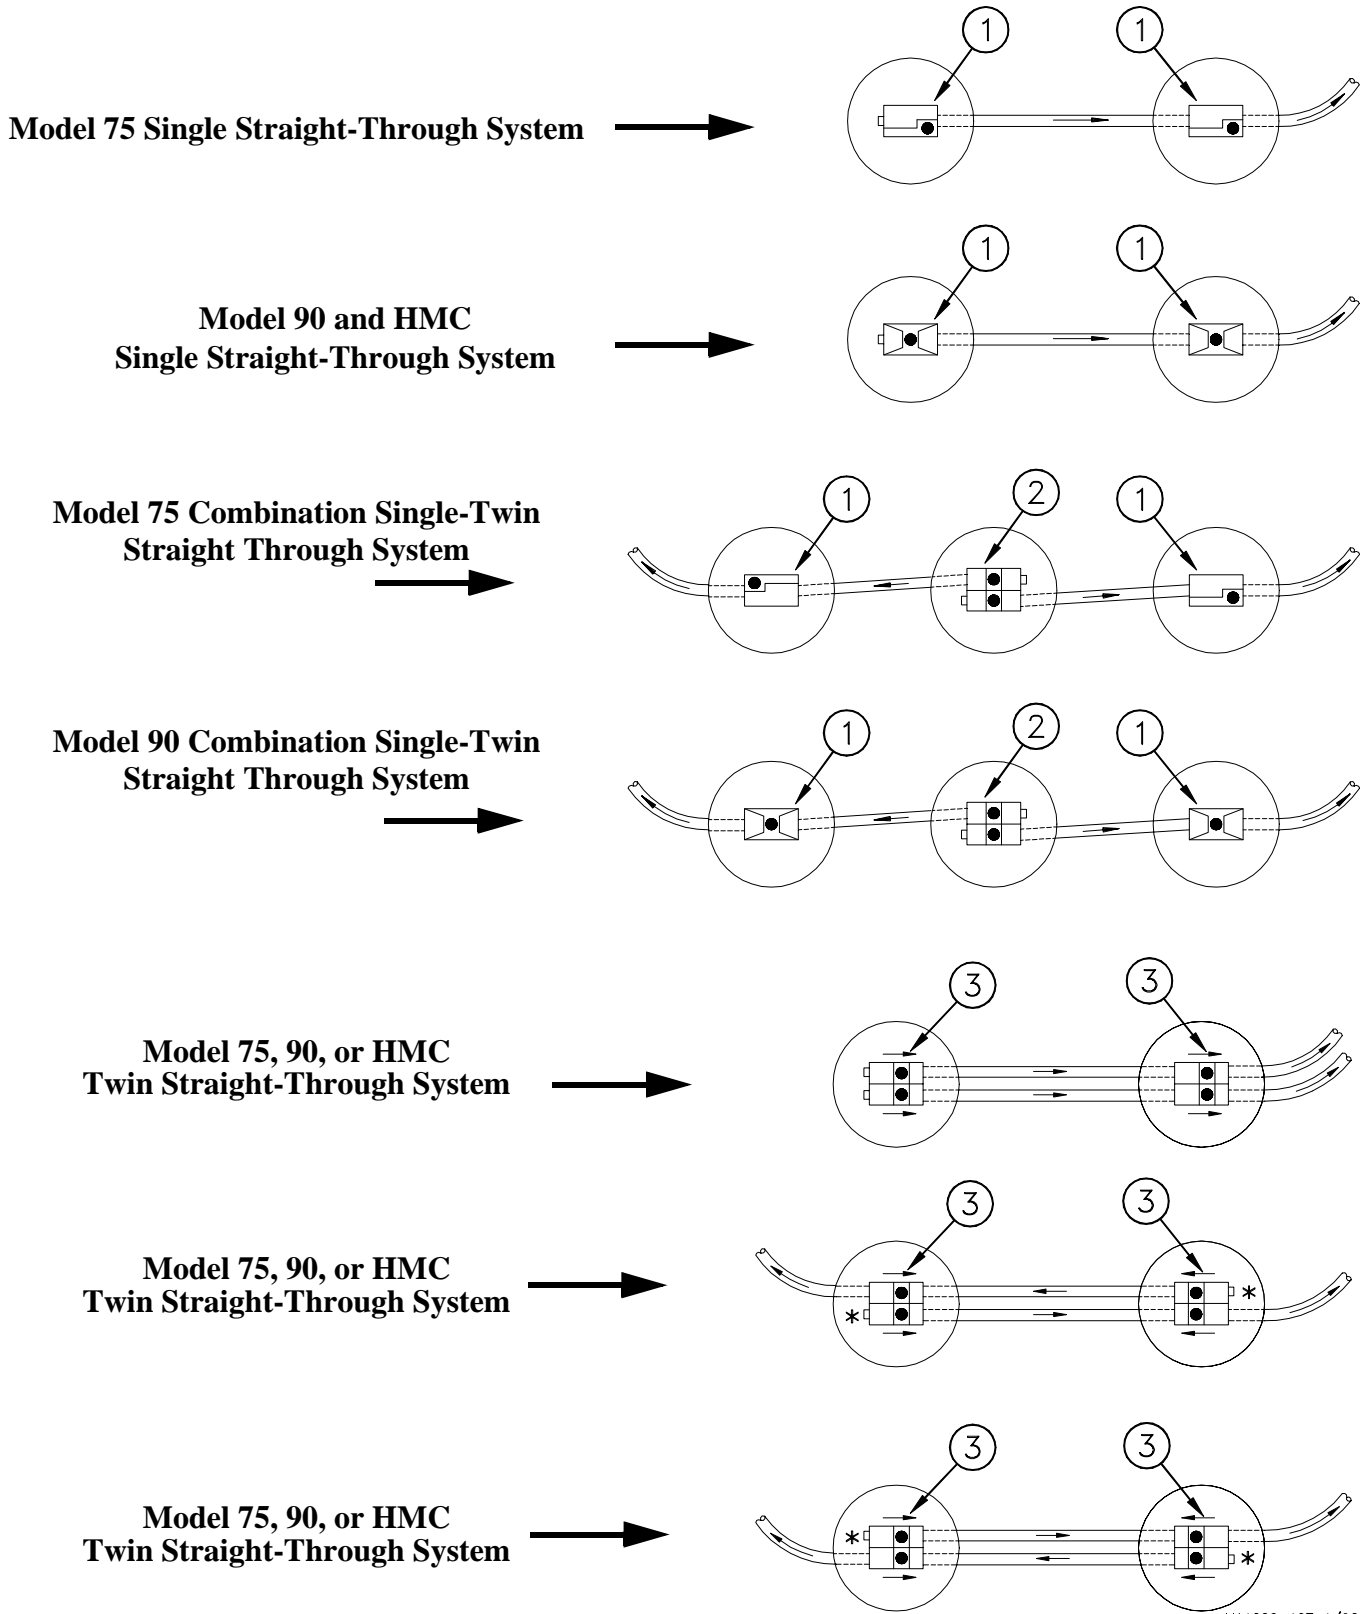 1 1
Model 75 Single Straight-Through System
1 1
Model 90 and HMC
Single Straight-Through System
1 2 1
Model 75 Combination Single-Twin
Straight Through System
1 2 1
Model 90 Combination Single-Twin
Straight Through System
3 3
Model 75, 90, or HMC
Twin Straight-Through System
3 3
Model 75, 90, or HMC
Twin Straight-Through System
*
*
3 3
Model 75, 90, or HMC
Twin Straight-Through System
*
*